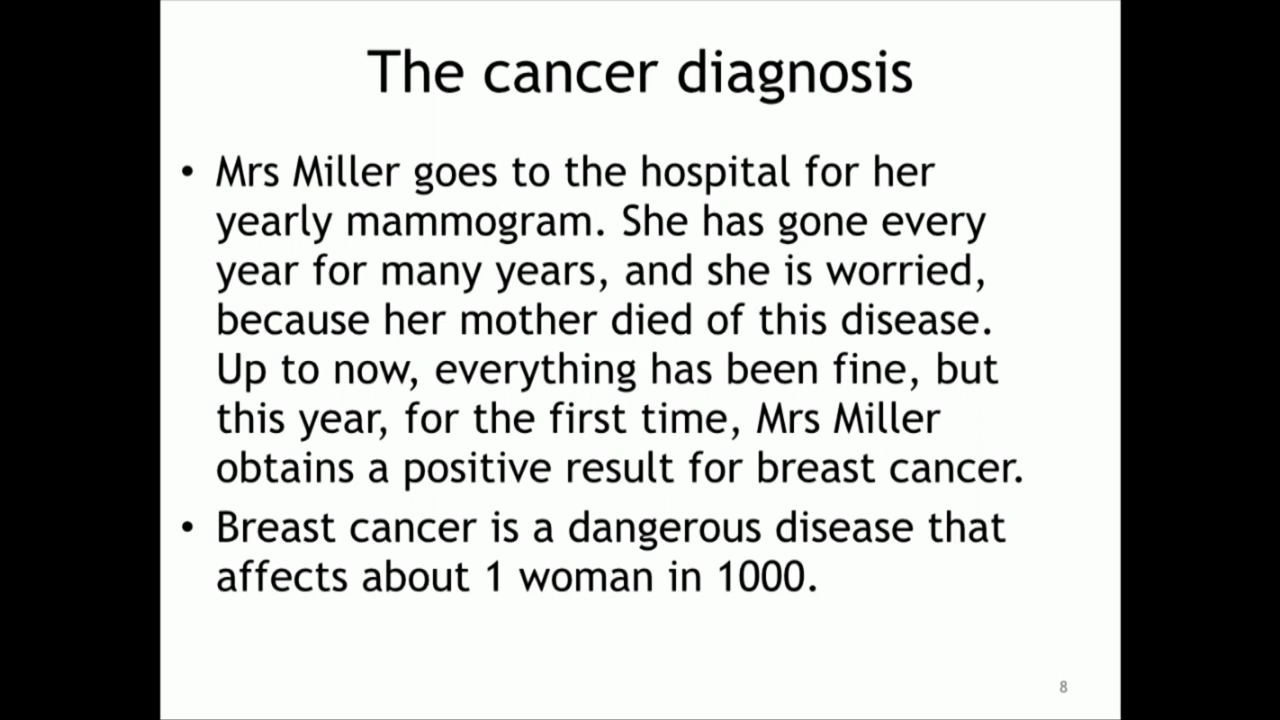 The cancer diagnosis
• Mrs Miller goes to the hospital for her
yearly mammogram. She has gone every
year for many years, and she is worried,
because her mother died of this disease.
Up to now, everything has been fine, but
this year, for the first time, Mrs Miller
obtains a positive result for breast cancer.
• Breast cancer is a dangerous disease that
affects about 1 woman in 1000.
8